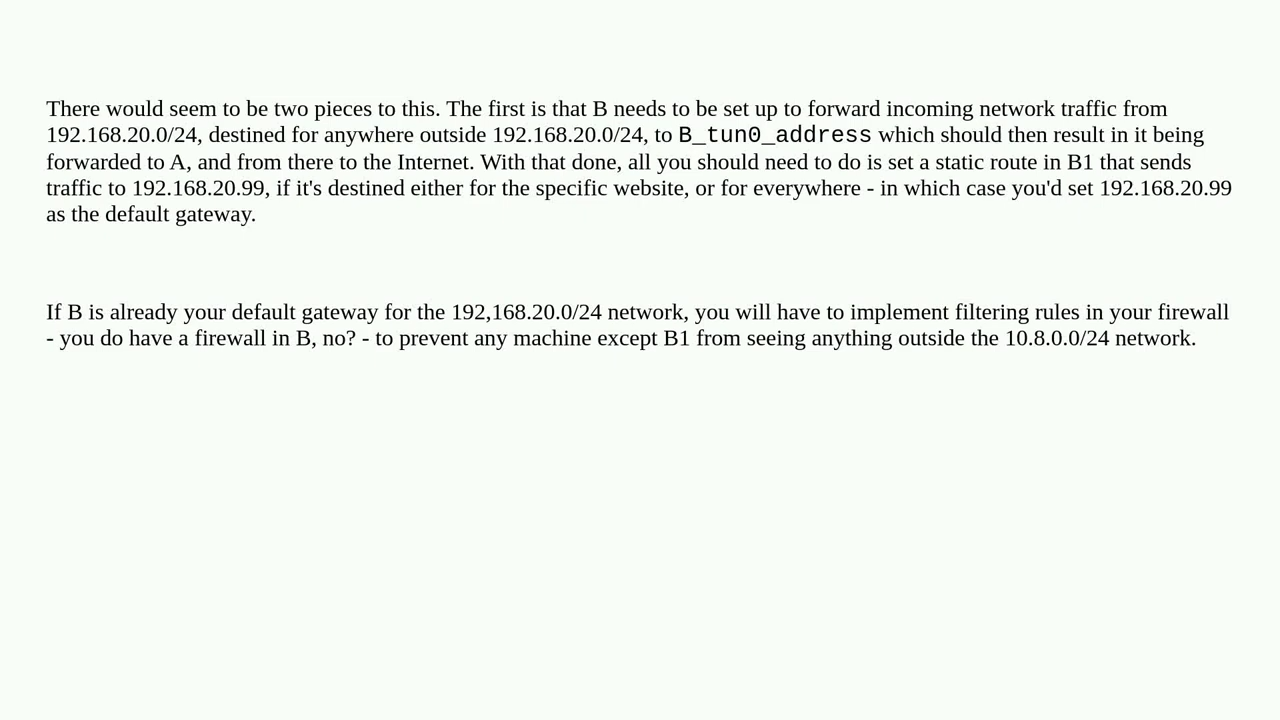 There would seem to be two pieces to this. The first is that B needs to be set up to forward incoming network traffic from
192.168.20.0/24, destined for anywhere outside 192.168.20.0/24, to B_tun0_address which should then result in it being
forwarded to A, and from there to the Internet. With that done, all you should need to do is set a static route in B1 that sends
traffic to 192.168.20.99, if it's destined either for the specific website, or for everywhere - in which case you'd set 192.168.20.99
as the default gateway.
If B is already your default gateway for the 192,168.20.0/24 network, you will have to implement filtering rules in your firewall
- you do have a firewall in B, no? - to prevent any machine except B1 from seeing anything outside the 10.8.0.0/24 network.